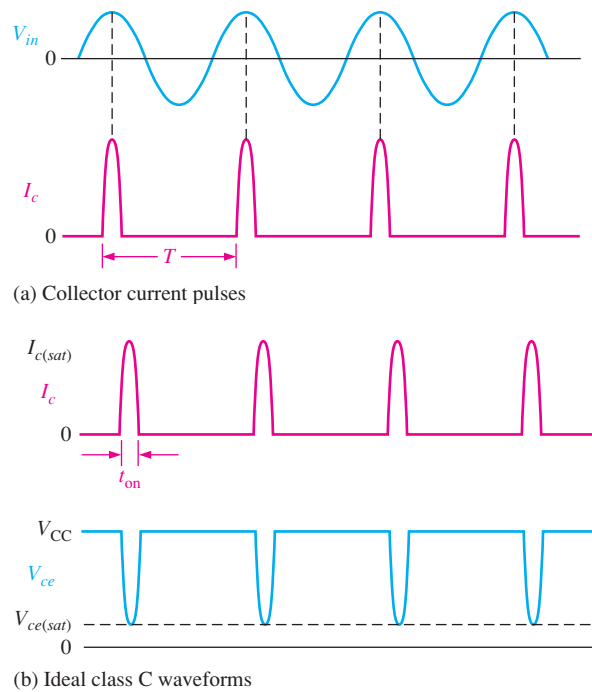 V_in
0
I_c
0
T
(a) Collector current pulses
I_c(sat)
I_c
0
t_on
V_CC
V_ce
V_ce(sat)
0
(b) Ideal class C waveforms